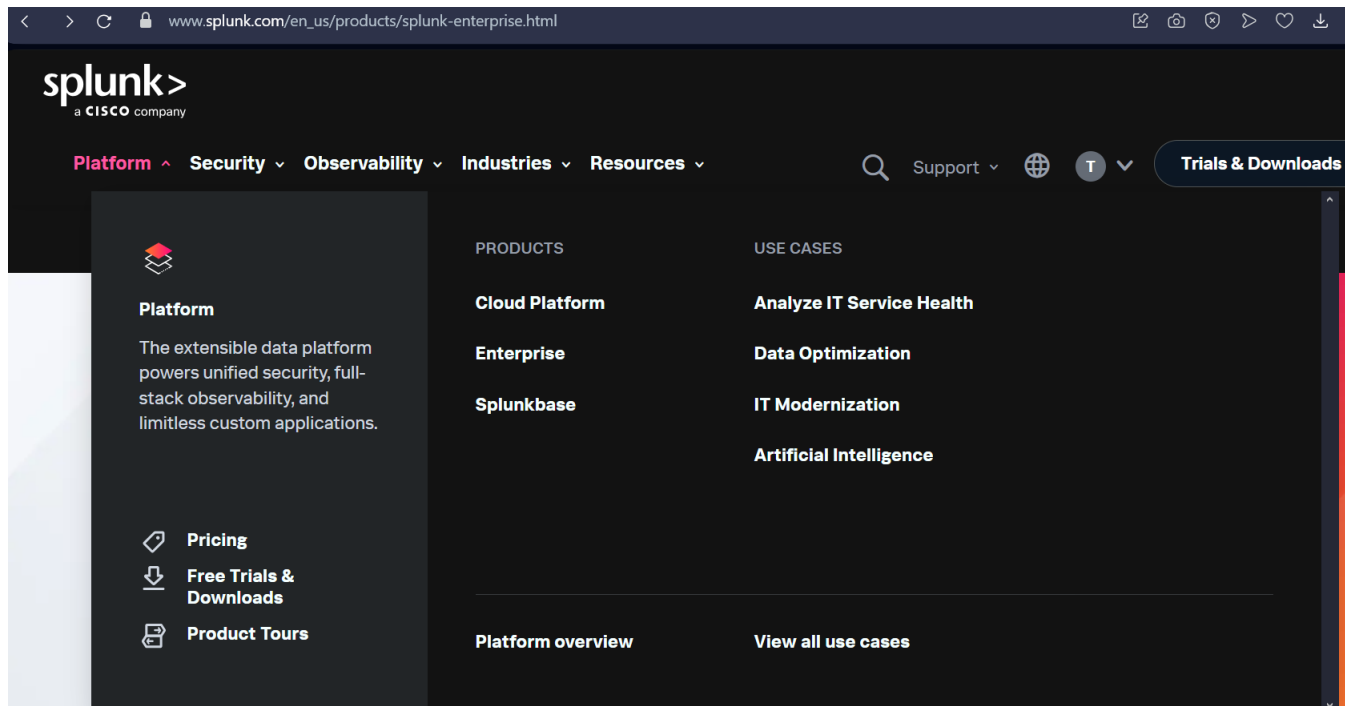 www.splunk.com/en_us/products/splunk-enterprise.html
splunk>
a CISCO company
Platform Security Observability Industries Resources Support T Trials & Downloads
Platform
The extensible data platform
powers unified security, full-
stack observability, and
limitless custom applications.
Pricing
Free Trials &
Downloads
Product Tours
PRODUCTS
Cloud Platform
Enterprise
Splunkbase
Platform overview
USE CASES
Analyze IT Service Health
Data Optimization
IT Modernization
Artificial Intelligence
View all use cases